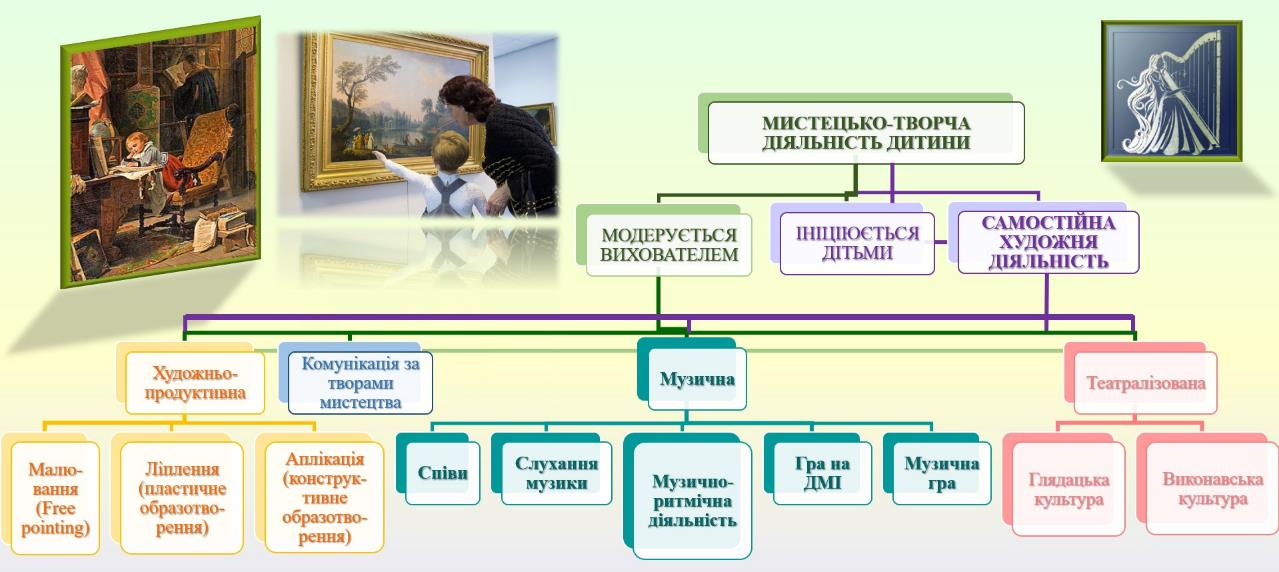 МИСТЕЦЬКО-ТВОРЧА
ДІЯЛЬНІСТЬ ДИТИНИ
МОДЕРУЄТЬСЯ
ВИХОВАТЕЛЕМ
ІНІЦІЮЄТЬСЯ
ДІТЬМИ
САМОСТІЙНА
ХУДОЖНЯ
ДІЯЛЬНІСТЬ
Художньо-
продуктивна
Комунікація за
творами
мистецтва
Музична
Театралізована
Малю-
вання
(Free
pointing)
Ліплення
(пластичне
образотво-
рення)
Аплікація
(конструк-
тивне
образотво-
рення)
Співи
Слухання
музики
Музично-
ритмічна
діяльність
Гра на
ДМІ
Музична
гра
Глядацька
культура
Виконавська
культура